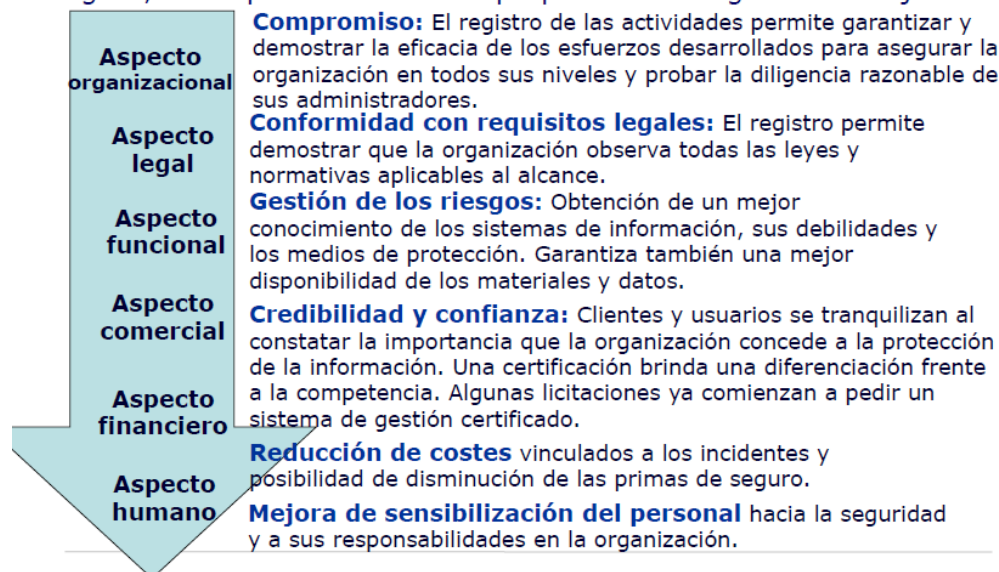 Aspecto
organizacional
Compromiso: El registro de las actividades permite garantizar y
demostrar la eficacia de los esfuerzos desarrollados para asegurar la
organización en todos sus niveles y probar la diligencia razonable de
sus administradores.
Aspecto
legal
Conformidad con requisitos legales: El registro permite
demostrar que la organización observa todas las leyes y
normativas aplicables al alcance.
Aspecto
funcional
Gestión de los riesgos: Obtención de un mejor
conocimiento de los sistemas de información, sus debilidades y
los medios de protección. Garantiza también una mejor
disponibilidad de los materiales y datos.
Aspecto
comercial
Credibilidad y confianza: Clientes y usuarios se tranquilizan al
constatar la importancia que la organización concede a la protección
de la información. Una certificación brinda una diferenciación frente
a la competencia. Algunas licitaciones ya comienzan a pedir un
sistema de gestión certificado.
Aspecto
financiero
Reducción de costes vinculados a los incidentes y
posibilidad de disminución de las primas de seguro.
Aspecto
humano
Mejora de sensibilización del personal hacia la seguridad
y a sus responsabilidades en la organización.